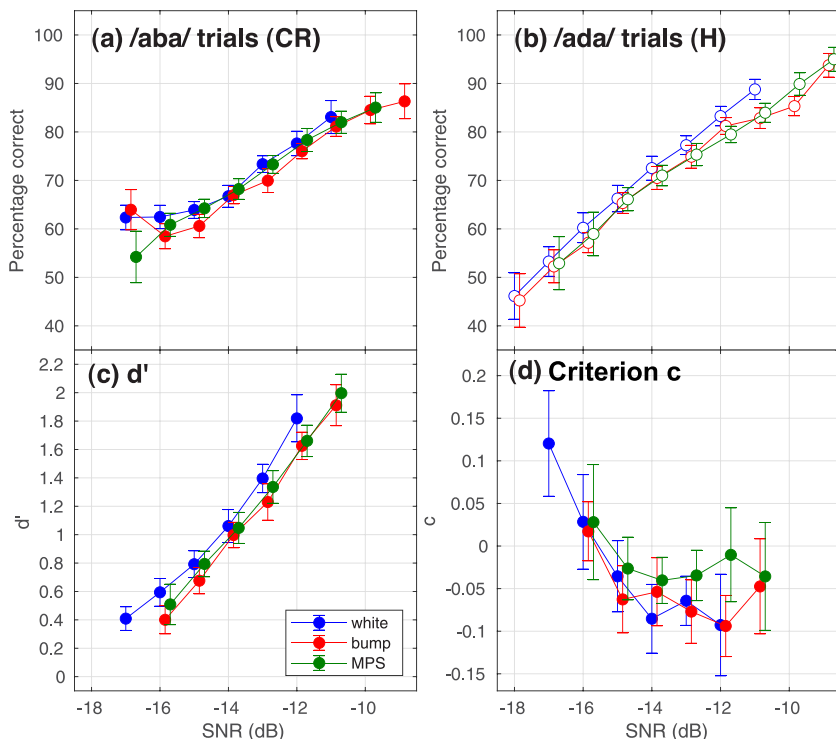 (a) /aba/ trials (CR)
Percentage correct
100
90
80
70
60
50
40
(b) /ada/ trials (H)
Percentage correct
100
90
80
70
60
50
40
(c) d'
d'
2.2
2
1.8
1.6
1.4
1.2
1
0.8
0.6
0.4
0.2
0
white
bump
MPS
-18 -16 -14 -12 -10
SNR (dB)
(d) Criterion c
c
0.2
0.15
0.1
0.05
0
-0.05
-0.1
-0.15
-18 -16 -14 -12 -10
SNR (dB)